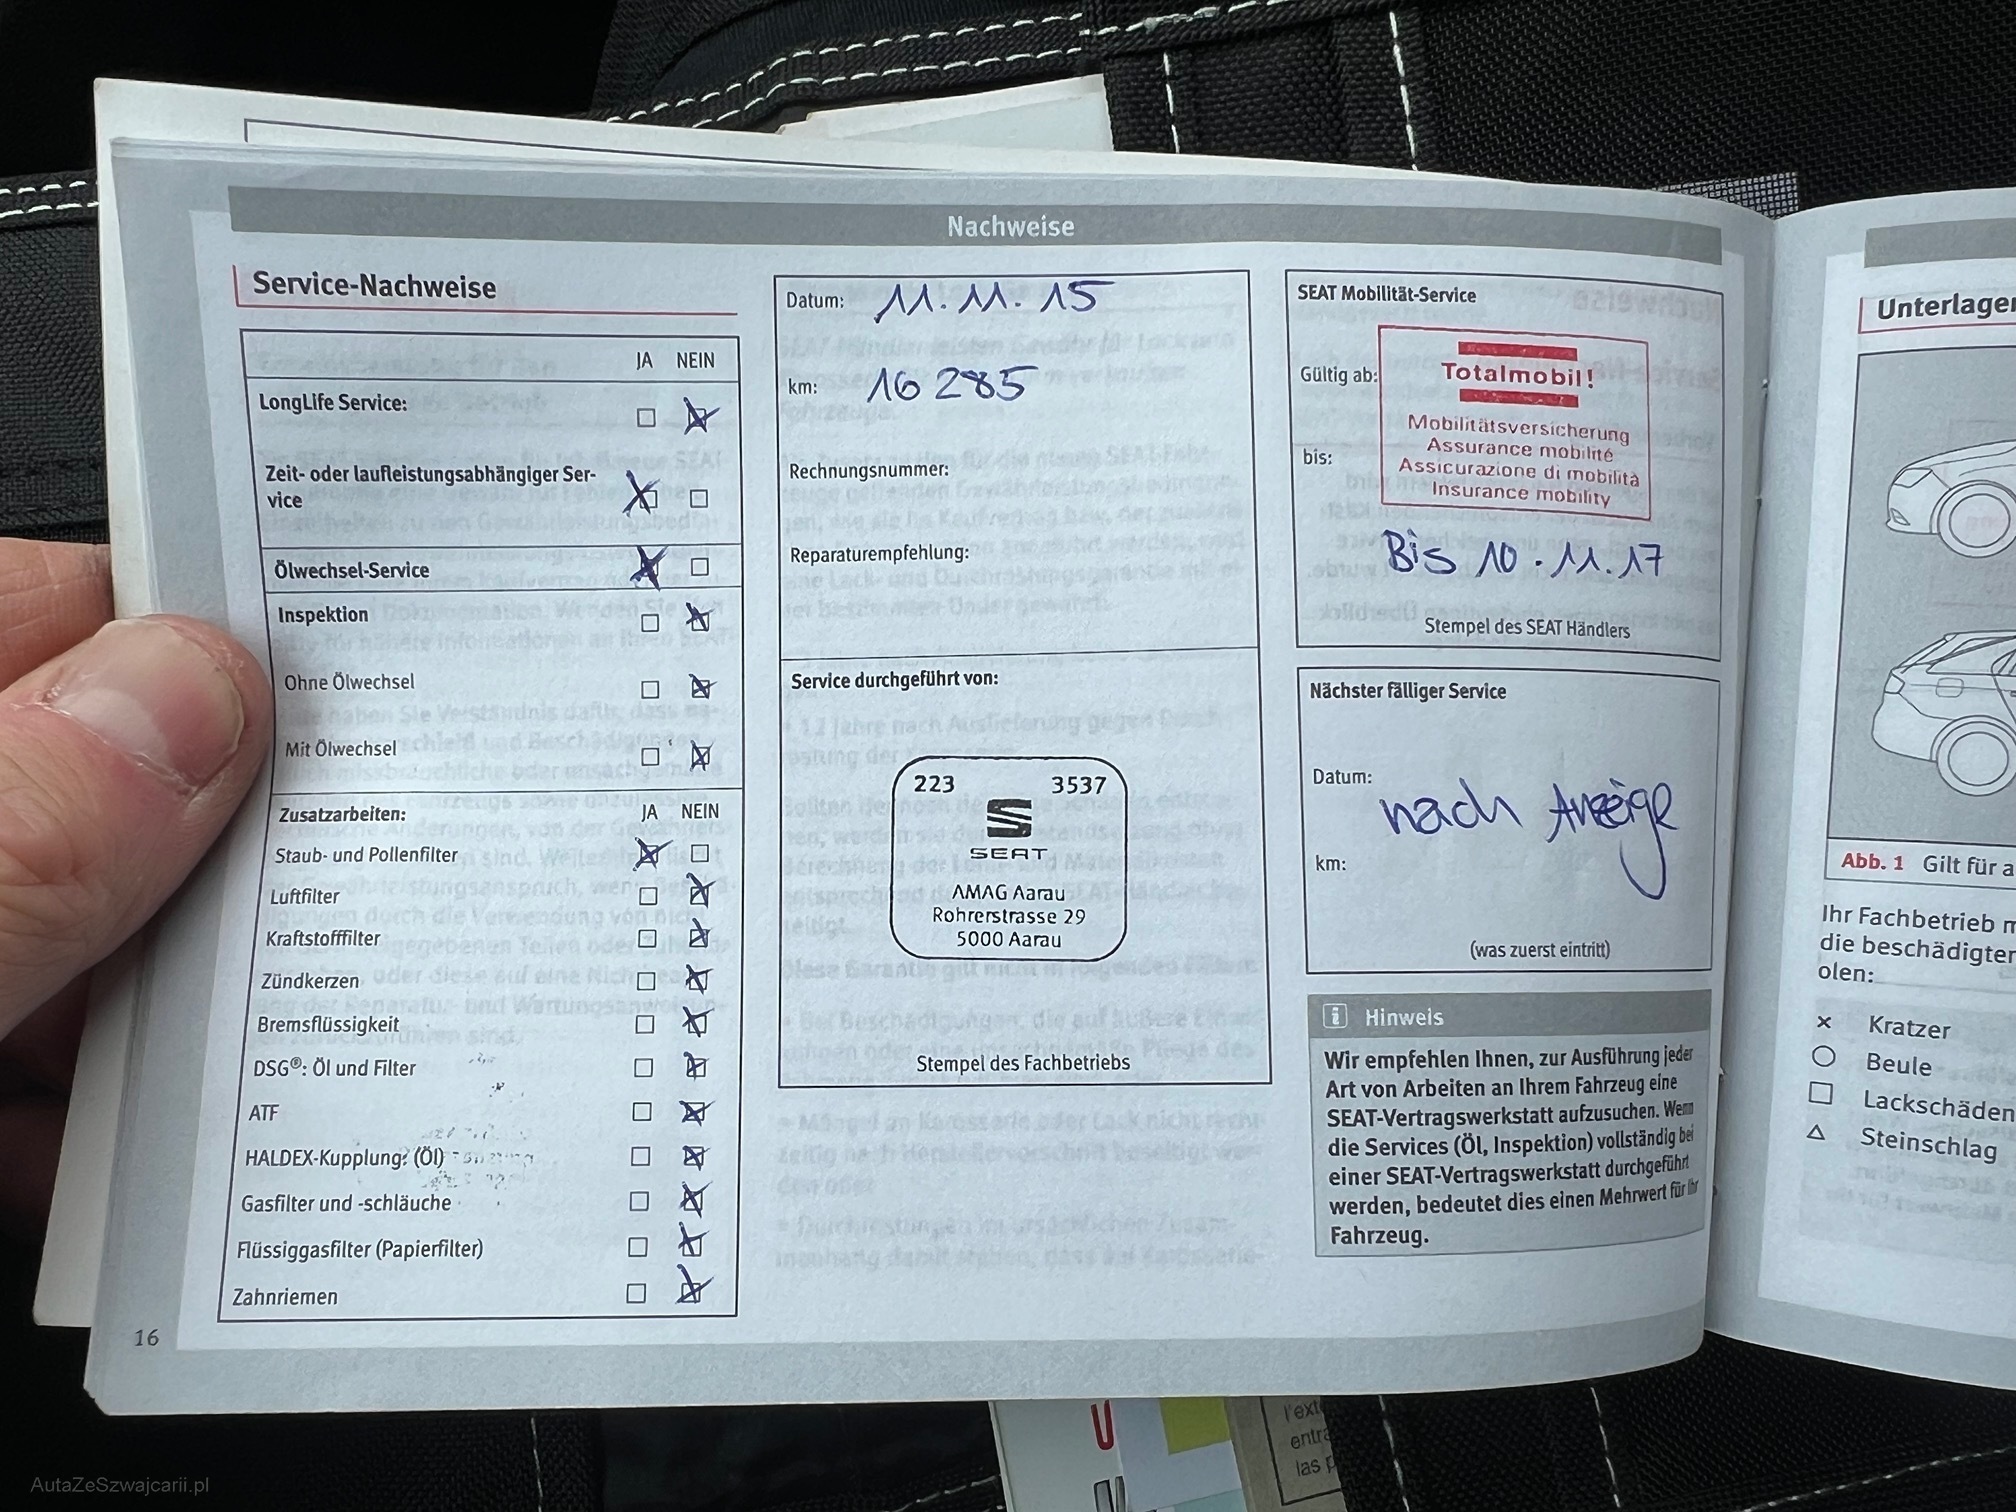 Nachweise
Service-Nachweise
JA NEIN
LongLife Service:
Zeit- oder laufleistungsabhängiger Ser-
vice
Ölwechsel-Service
Inspektion
Ohne Ölwechsel
Mit Ölwechsel
Zusatzarbeiten: JA NEIN
Staub- und Pollenfilter
Luftfilter
Kraftstofffilter
Zündkerzen
Bremsflüssigkeit
DSG®: Öl und Filter
ATF
HALDEX-Kupplung: (Öl)
Gasfilter und -schläuche
Flüssiggasfilter (Papierfilter)
Zahnriemen
16
Datum: 11.11.15
km: 16 285
Rechnungsnummer:
Reparaturempfehlung:
Service durchgeführt von:
223 3537
SEAT
AMAG Aarau
Rohrerstrasse 29
5000 Aarau
Stempel des Fachbetriebs
SEAT Mobilität-Service
Gültig ab:
Totalmobil!
Mobilitätsversicherung
Assurance mobilité
bis:
Assicurazione di mobilità
Insurance mobility
Bis 10.11.17
Stempel des SEAT Händlers
Nächster fälliger Service
Datum:
nach Anzeige
km:
(was zuerst eintritt)
i Hinweis
Wir empfehlen Ihnen, zur Ausführung jeder
Art von Arbeiten an Ihrem Fahrzeug eine
SEAT-Vertragswerkstatt aufzusuchen. Wenn
die Services (Öl, Inspektion) vollständig bei
einer SEAT-Vertragswerkstatt durchgeführt
werden, bedeutet dies einen Mehrwert für Ihr
Fahrzeug.
Unterlagen
Abb. 1 Gilt für a
Ihr Fachbetrieb m
die beschädigten
olen:
× Kratzer
○ Beule
□ Lackschäden
△ Steinschlag
l'ext
entra
las p
AutaZeSzwajcarii.pl